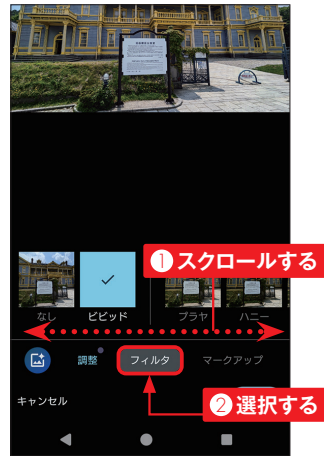 ❶スクロールする
なし
ビビッド
プラヤ
ハニー
調整
フィルタ
マークアップ
キャンセル
❷選択する